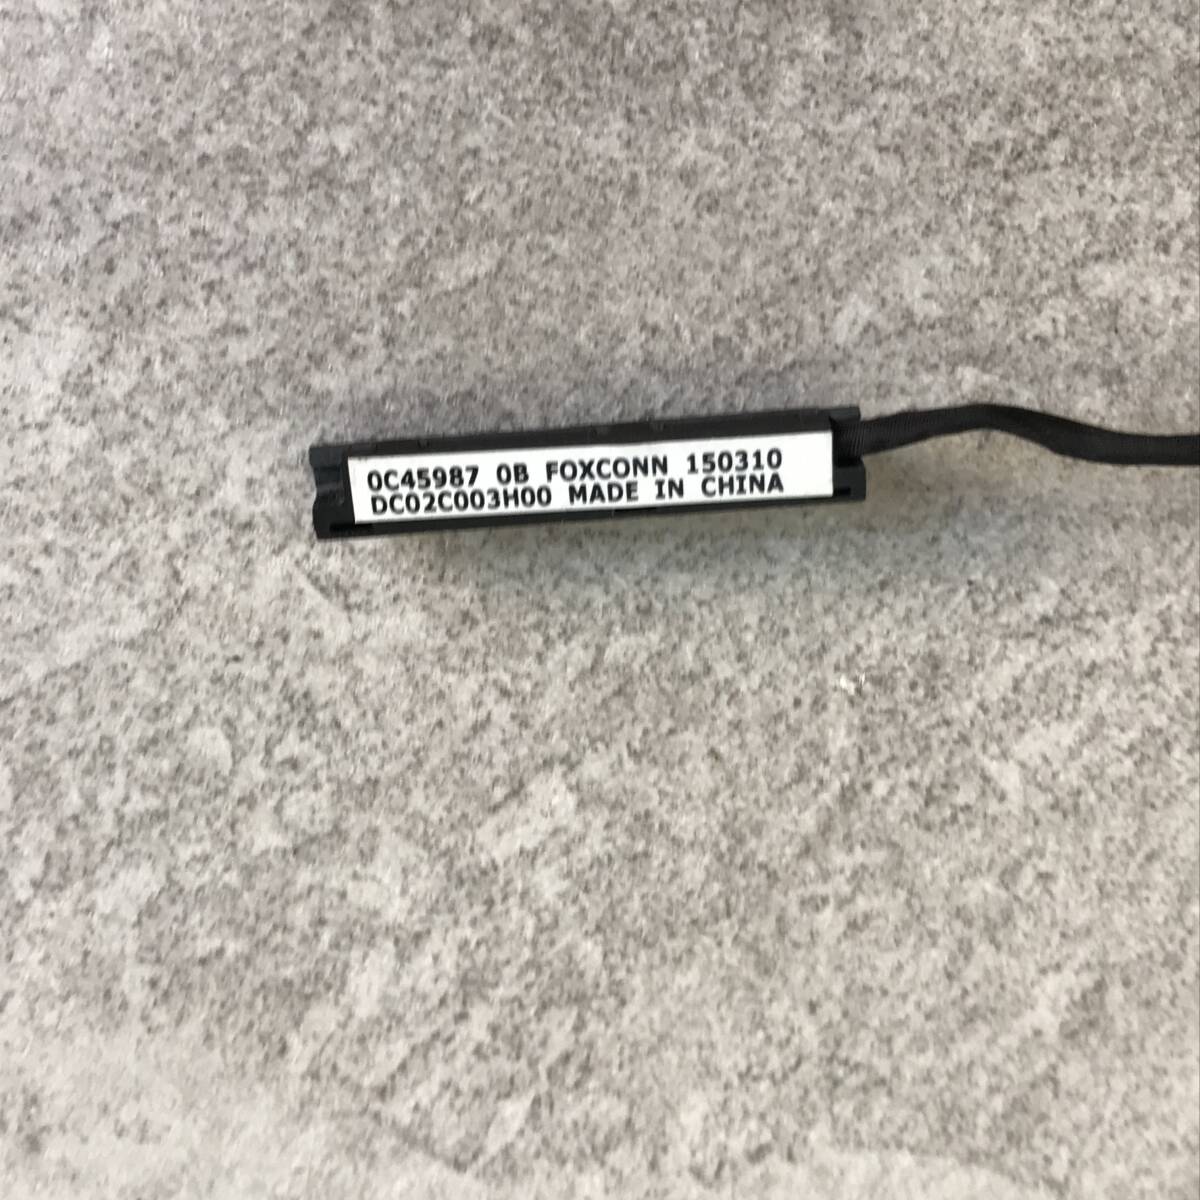 0C45987 0B FOXCONN 150310
DC02C003H00 MADE IN CHINA